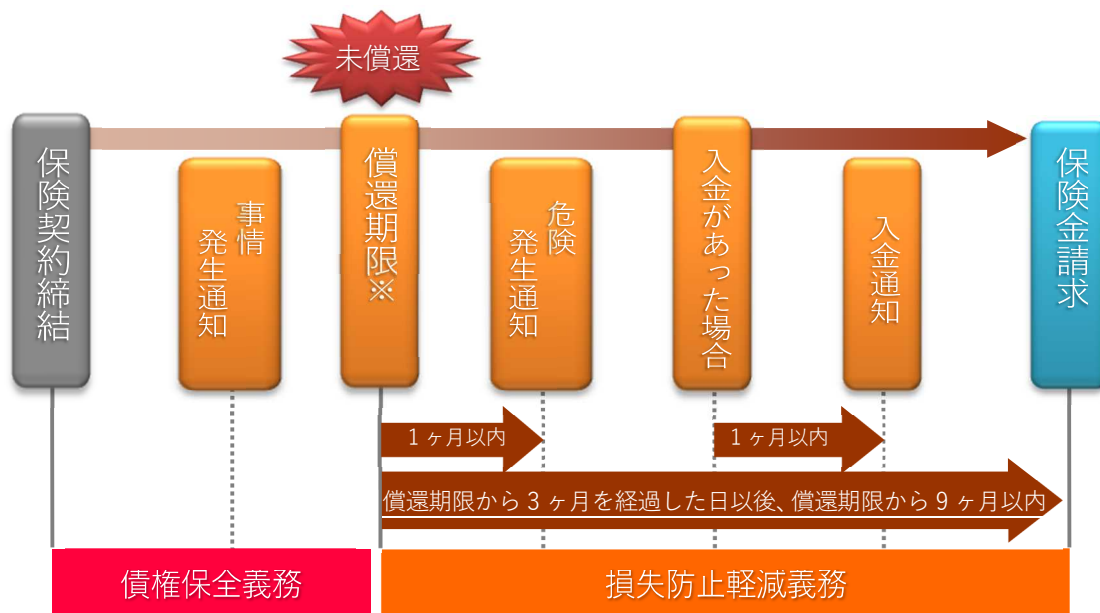 未償還
保険契約締結
事情
発生通知
償還期限※
危険
発生通知
入金があった場合
入金通知
保険金請求
1ヶ月以内
1ヶ月以内
償還期限から3ヶ月を経過した日以後、償還期限から9ヶ月以内
債権保全義務
損失防止軽減義務